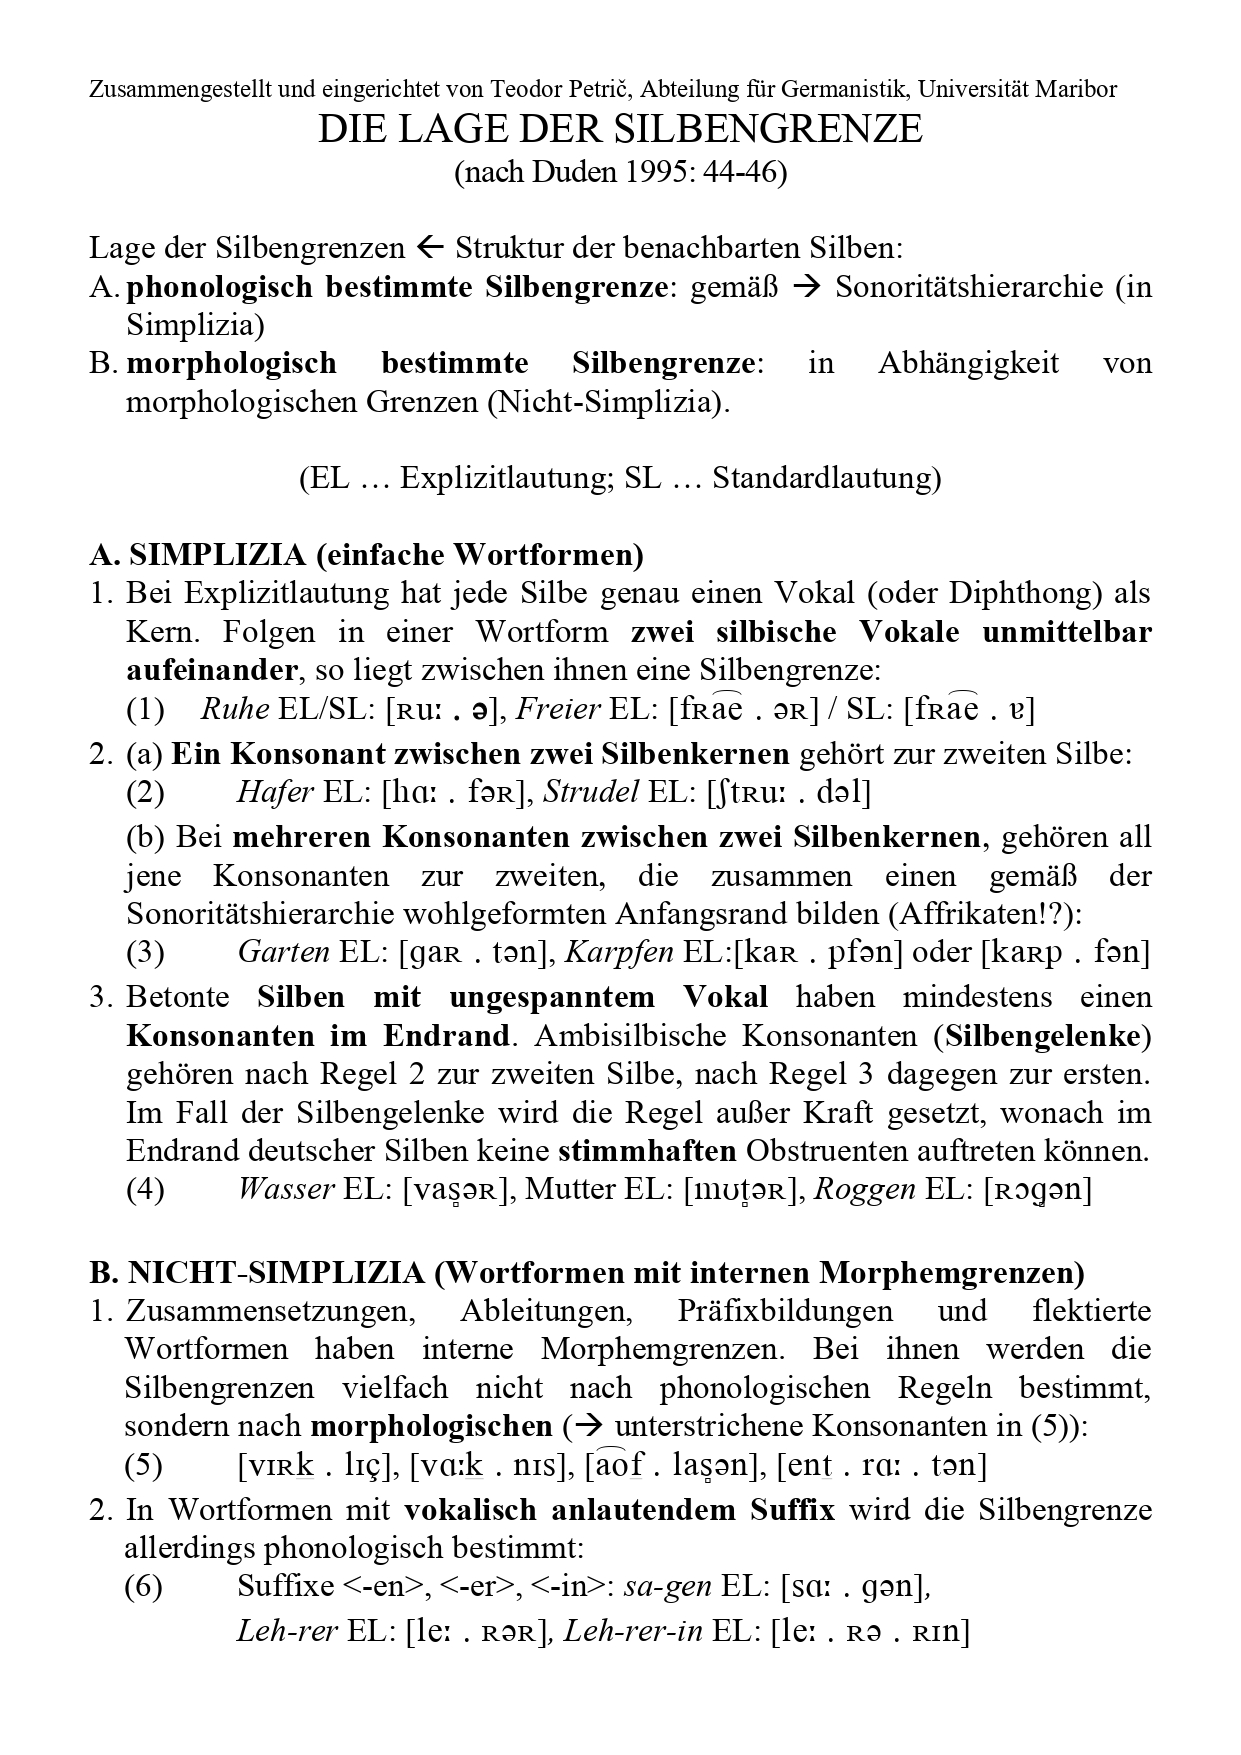 Zusammengestellt und eingerichtet von Teodor Petrič, Abteilung für Germanistik, Universität Maribor
DIE LAGE DER SILBENGRENZE
(nach Duden 1995: 44-46)
Lage der Silbengrenzen ← Struktur der benachbarten Silben:
A. phonologisch bestimmte Silbengrenze: gemäß → Sonoritätshierarchie (in
Simplizia)
B. morphologisch bestimmte Silbengrenze: in Abhängigkeit von
morphologischen Grenzen (Nicht-Simplizia).
(EL … Explizitlautung; SL … Standardlautung)
A. SIMPLIZIA (einfache Wortformen)
1. Bei Explizitlautung hat jede Silbe genau einen Vokal (oder Diphthong) als
Kern. Folgen in einer Wortform zwei silbische Vokale unmittelbar
aufeinander, so liegt zwischen ihnen eine Silbengrenze:
(1) Ruhe EL/SL: [ʀuː . ə], Freier EL: [fʀa͡e . əʀ] / SL: [fʀa͡e . ɐ]
2. (a) Ein Konsonant zwischen zwei Silbenkernen gehört zur zweiten Silbe:
(2) Hafer EL: [hɑː . fəʀ], Strudel EL: [ʃtʀuː . dəl]
(b) Bei mehreren Konsonanten zwischen zwei Silbenkernen, gehören all
jene Konsonanten zur zweiten, die zusammen einen gemäß der
Sonoritätshierarchie wohlgeformten Anfangsrand bilden (Affrikaten!?):
(3) Garten EL: [ɡaʀ . tən], Karpfen EL:[kaʀ . pfən] oder [kaʀp . fən]
3. Betonte Silben mit ungespanntem Vokal haben mindestens einen
Konsonanten im Endrand. Ambisilbische Konsonanten (Silbengelenke)
gehören nach Regel 2 zur zweiten Silbe, nach Regel 3 dagegen zur ersten.
Im Fall der Silbengelenke wird die Regel außer Kraft gesetzt, wonach im
Endrand deutscher Silben keine stimmhaften Obstruenten auftreten können.
(4) Wasser EL: [vas̻əʀ], Mutter EL: [mʊt̻əʀ], Roggen EL: [ʀɔɡ̻ən]
B. NICHT-SIMPLIZIA (Wortformen mit internen Morphemgrenzen)
1. Zusammensetzungen, Ableitungen, Präfixbildungen und flektierte
Wortformen haben interne Morphemgrenzen. Bei ihnen werden die
Silbengrenzen vielfach nicht nach phonologischen Regeln bestimmt,
sondern nach morphologischen (→ unterstrichene Konsonanten in (5)):
(5) [vɪʀk . lɪç], [vɑːk . nɪs], [a͡of . las̻ən], [ent . rɑː . tən]
2. In Wortformen mit vokalisch anlautendem Suffix wird die Silbengrenze
allerdings phonologisch bestimmt:
(6) Suffixe <-en>, <-er>, <-in>: sa-gen EL: [sɑː . ɡən],
Leh-rer EL: [leː . ʀəʀ], Leh-rer-in EL: [leː . ʀə . ʀɪn]